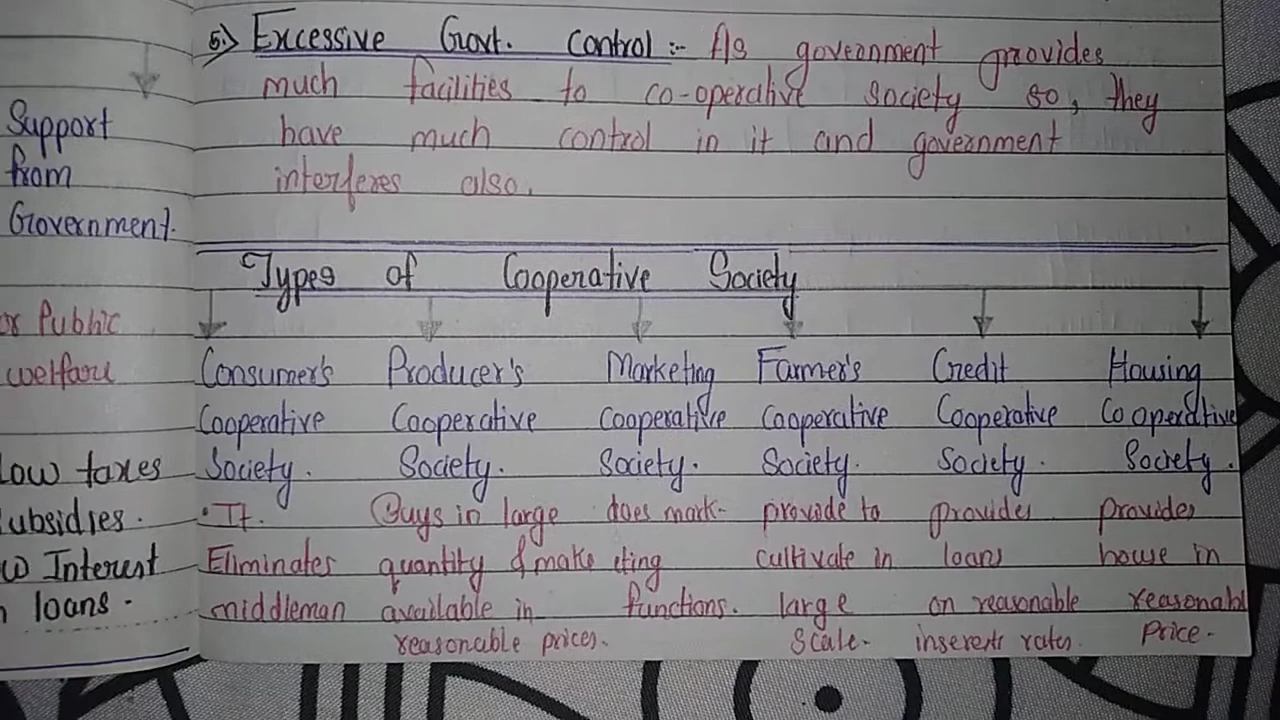 Support
from
Government.
or Public
welfaru
Low taxes
ubsidies.
w) Interest
loans.
5) Excessive Govt. Control :- As government provides
much facilities to co-operative society so, they
have much control in it and government
interferes also.
Types of Cooperative Society
Consumer's Producer's Marketing Farmer's Credit Housing
Cooperative Cooperative Cooperative Cooperative Cooperative Cooperative
Society. Society. Society. Society. Society. Society.
• It. Buys in large does mark- provide to provides provides
Eliminates quantity & make eting cultivate in loans house in
middleman available in functions. large on reasonable reasonabl
reasonable prices. Scale. inserests rates. Price.